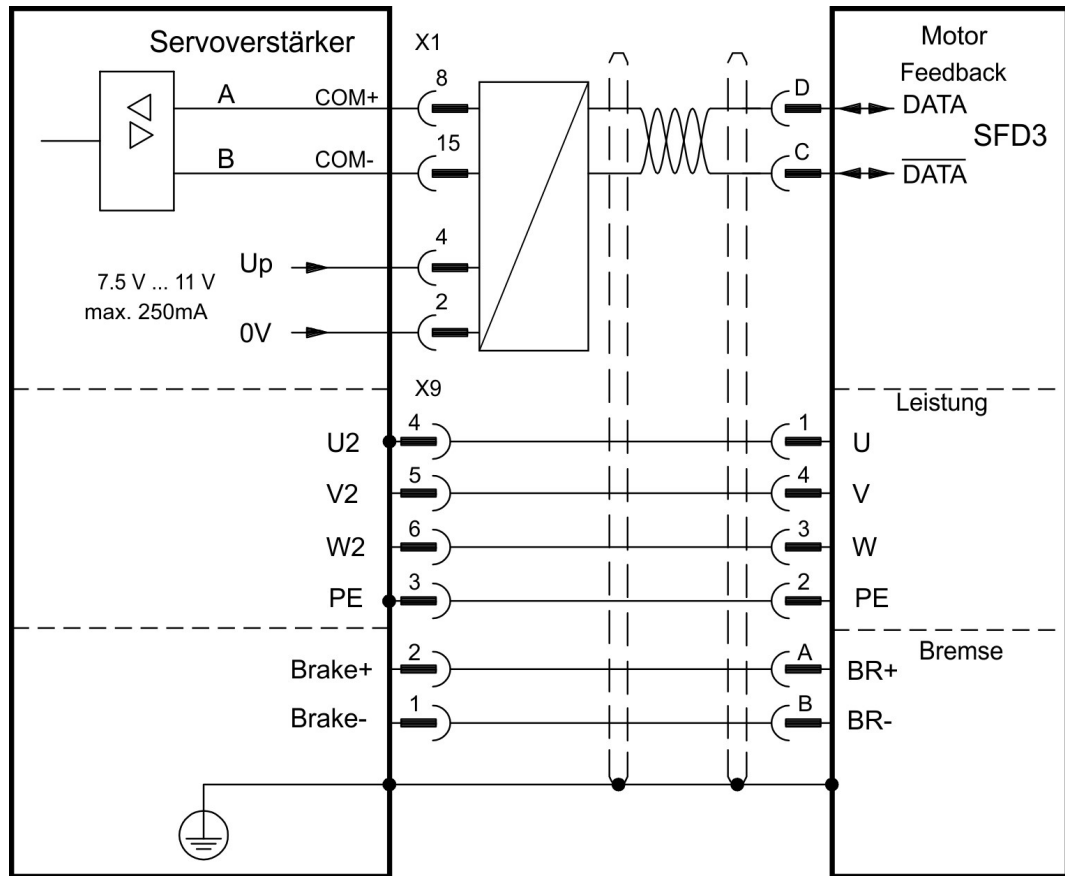 Servoverstärker
X1
Motor
Feedback
SFD3
A
COM+
8
D
DATA
B
COM-
15
C
DATA
7.5 V ... 11 V
max. 250mA
Up
4
0V
2
X9
Leistung
U2
4
1
U
V2
5
4
V
W2
6
3
W
PE
3
2
PE
Bremse
Brake+
2
A
BR+
Brake-
1
B
BR-